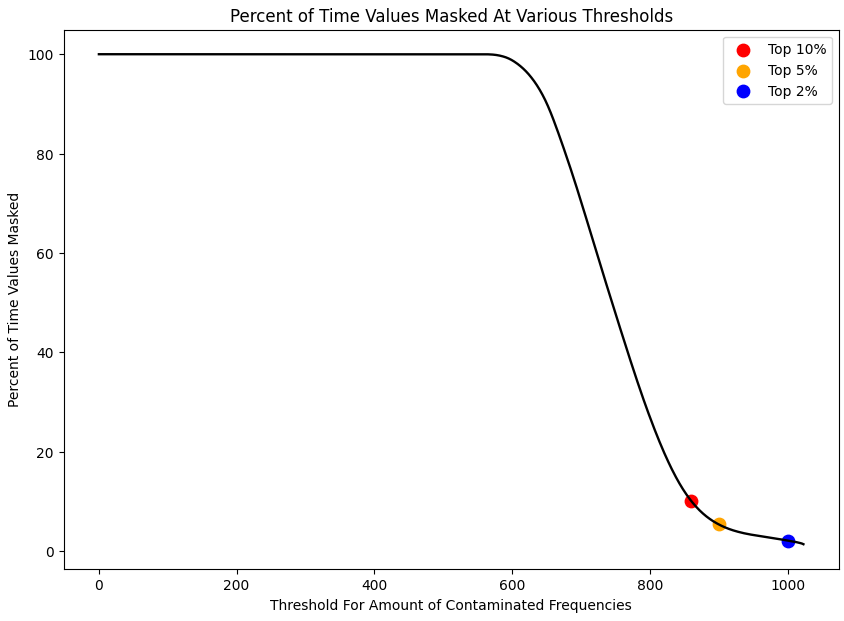 Percent of Time Values Masked At Various Thresholds
Top 10%
Top 5%
Top 2%
100
80
60
40
20
0
Percent of Time Values Masked
0 200 400 600 800 1000
Threshold For Amount of Contaminated Frequencies